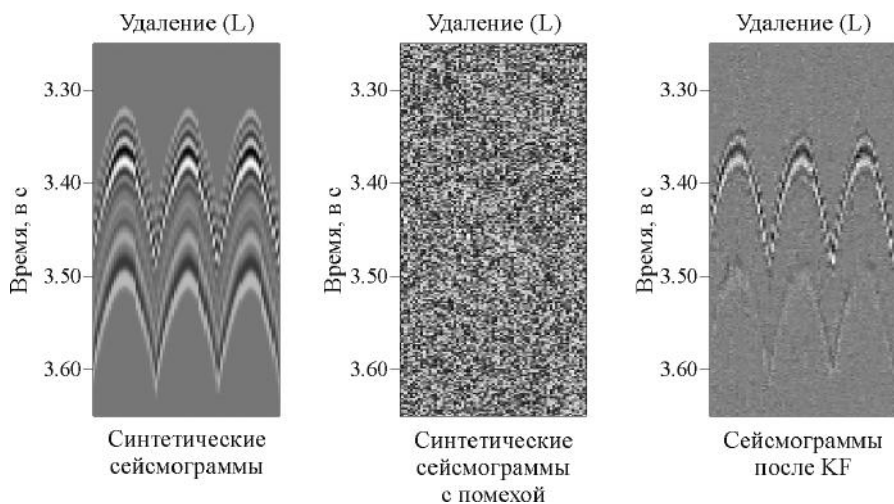 Удаление (L)
Время, в с
3.30
3.40
3.50
3.60
Синтетические
сейсмограммы
Удаление (L)
Время, в с
3.30
3.40
3.50
3.60
Синтетические
сейсмограммы
с помехой
Удаление (L)
Время, в с
3.30
3.40
3.50
3.60
Сейсмограммы
после KF